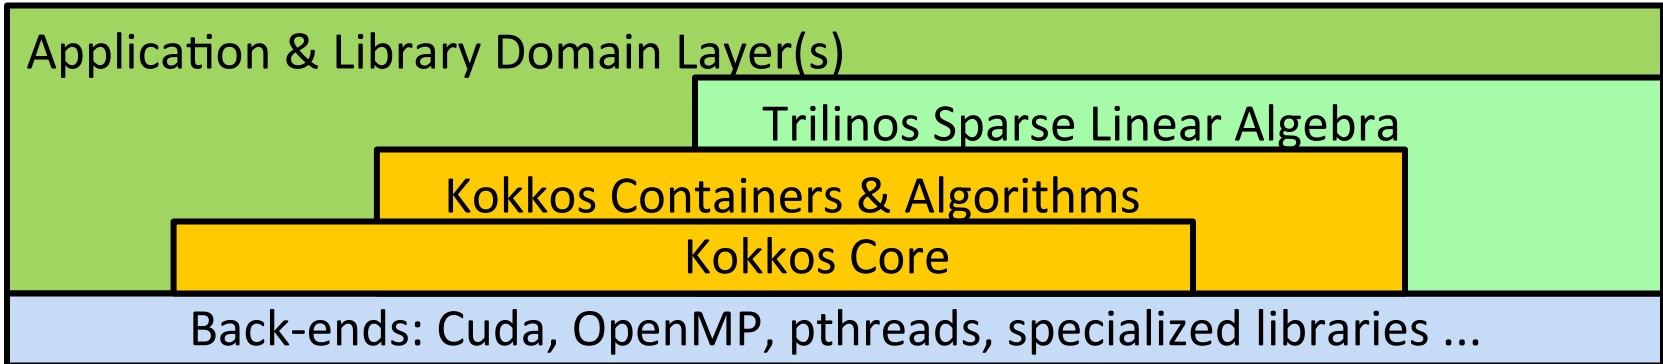 Application & Library Domain Layer(s)
Trilinos Sparse Linear Algebra
Kokkos Containers & Algorithms
Kokkos Core
Back-ends: Cuda, OpenMP, pthreads, specialized libraries ...